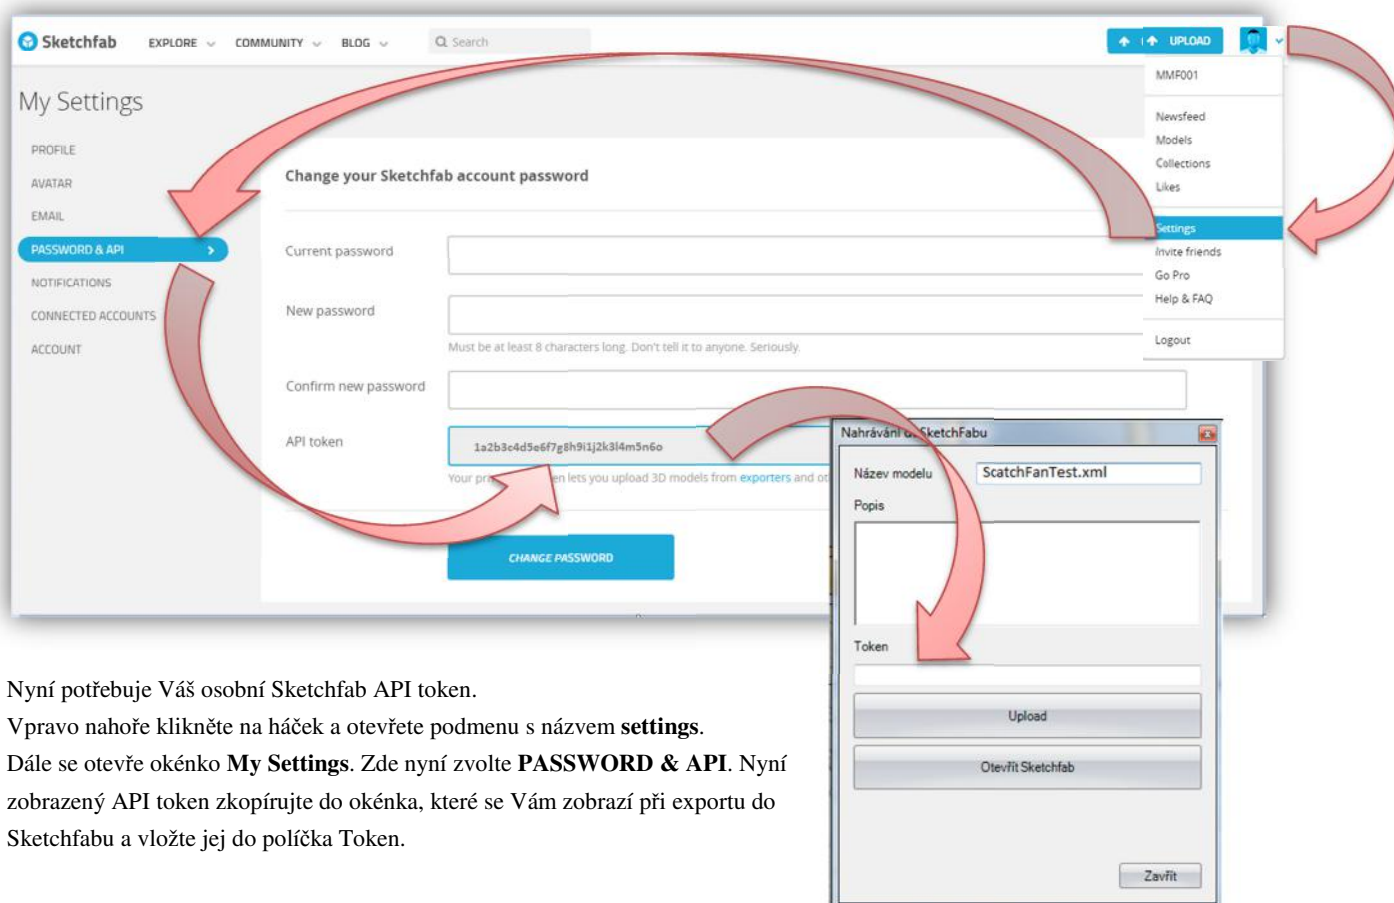 Sketchfab EXPLORE COMMUNITY BLOG Search UPLOAD
MMF001
Newsfeed
Models
Collections
Likes
Settings
Invite friends
Go Pro
Help & FAQ
Logout
My Settings
PROFILE
AVATAR
EMAIL
PASSWORD & API
NOTIFICATIONS
CONNECTED ACCOUNTS
ACCOUNT
Change your Sketchfab account password
Current password
New password
Must be at least 8 characters long. Don't tell it to anyone. Seriously.
Confirm new password
API token
1a2b3c4d5e6f7g8h9i1j2k3l4m5n6o
Your lets you upload 3D models from exporters and
CHANGE PASSWORD
Nahrávání SketchFabu
Název modelu ScatchFanTest.xml
Popis
Token
Upload
Otevřít Sketchfab
Zavřít
Nyní potřebuje Váš osobní Sketchfab API token.
Vpravo nahoře klikněte na háček a otevřete podmenu s názvem settings.
Dále se otevře okénko My Settings. Zde nyní zvolte PASSWORD & API. Nyní
zobrazený API token zkopírujte do okénka, které se Vám zobrazí při exportu do
Sketchfabu a vložte jej do políčka Token.